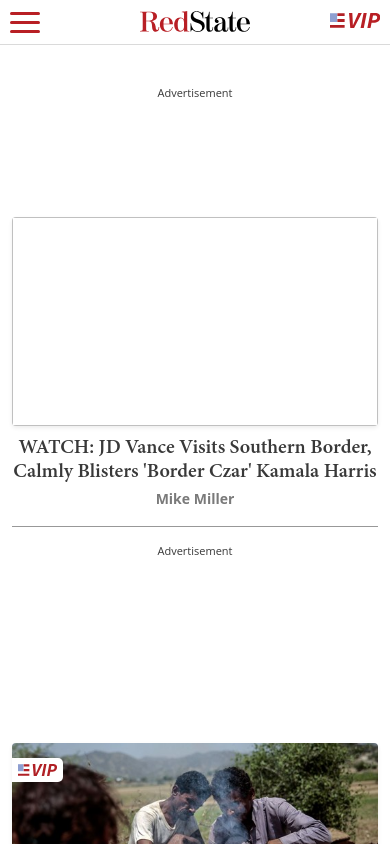 RedState
VIP
Advertisement
WATCH: JD Vance Visits Southern Border,
Calmly Blisters 'Border Czar' Kamala Harris
Mike Miller
Advertisement
VIP